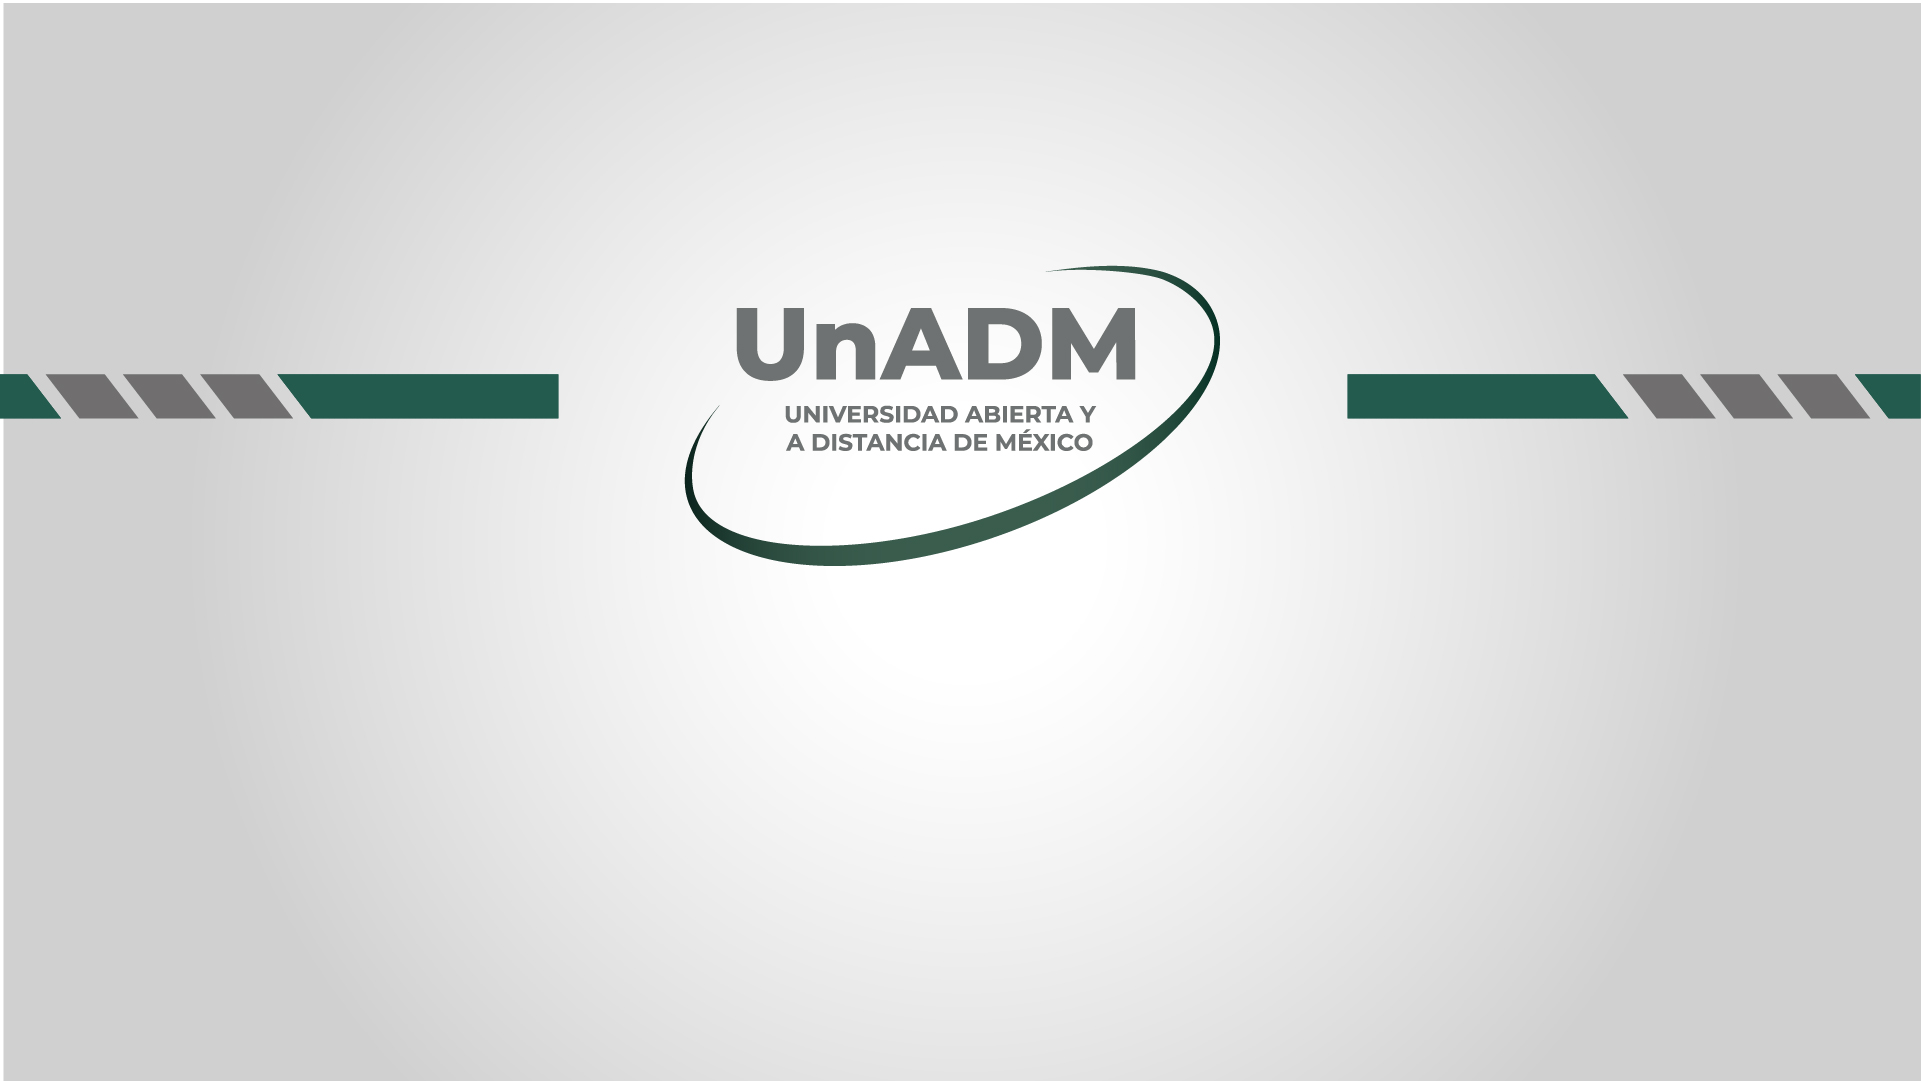 UnADM
UNIVERSIDAD ABIERTA Y
A DISTANCIA DE MÉXICO